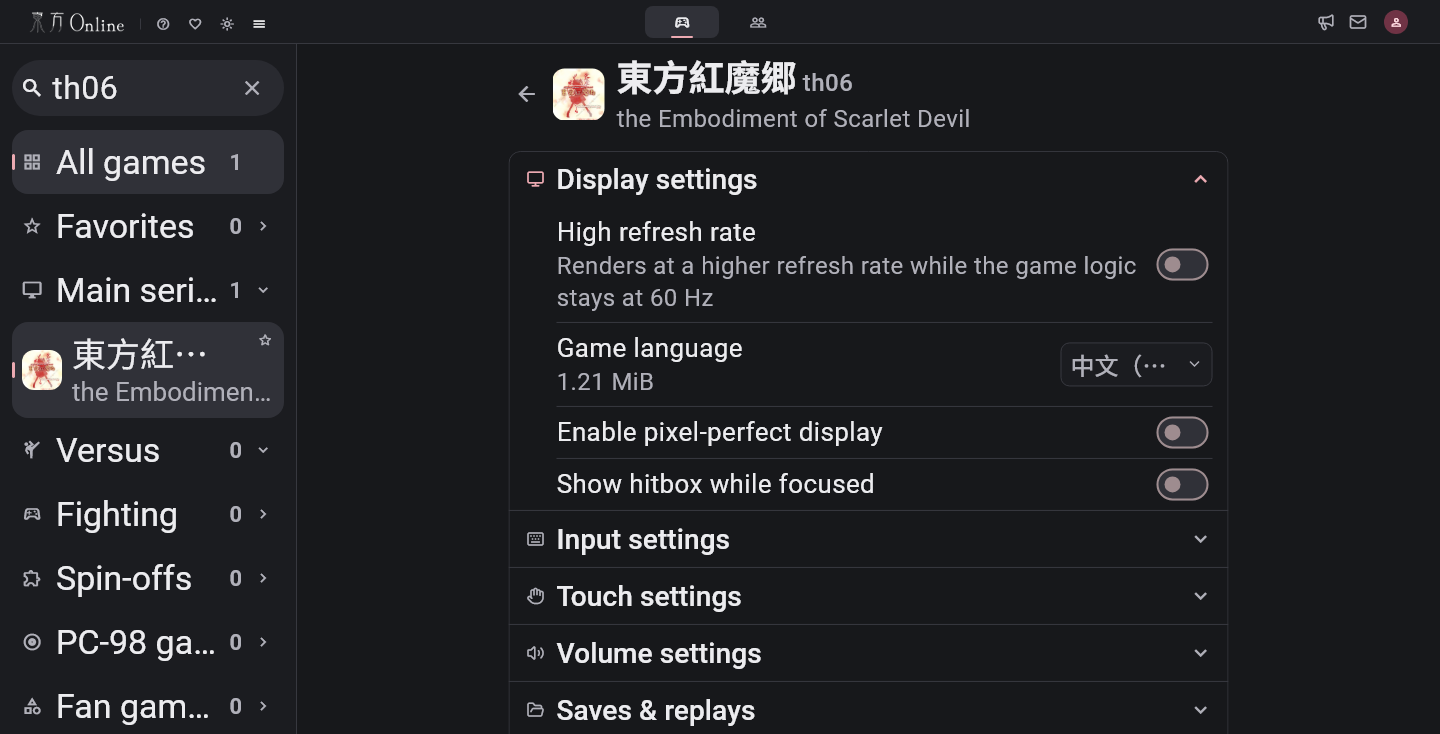 東方Online
th06
All games 1
Favorites 0
Main seri… 1
東方紅…
the Embodimen…
Versus 0
Fighting 0
Spin-offs 0
PC-98 ga… 0
Fan gam… 0
東方紅魔郷 th06
the Embodiment of Scarlet Devil
Display settings
High refresh rate
Renders at a higher refresh rate while the game logic
stays at 60 Hz
Game language
1.21 MiB
中文（…
Enable pixel-perfect display
Show hitbox while focused
Input settings
Touch settings
Volume settings
Saves & replays